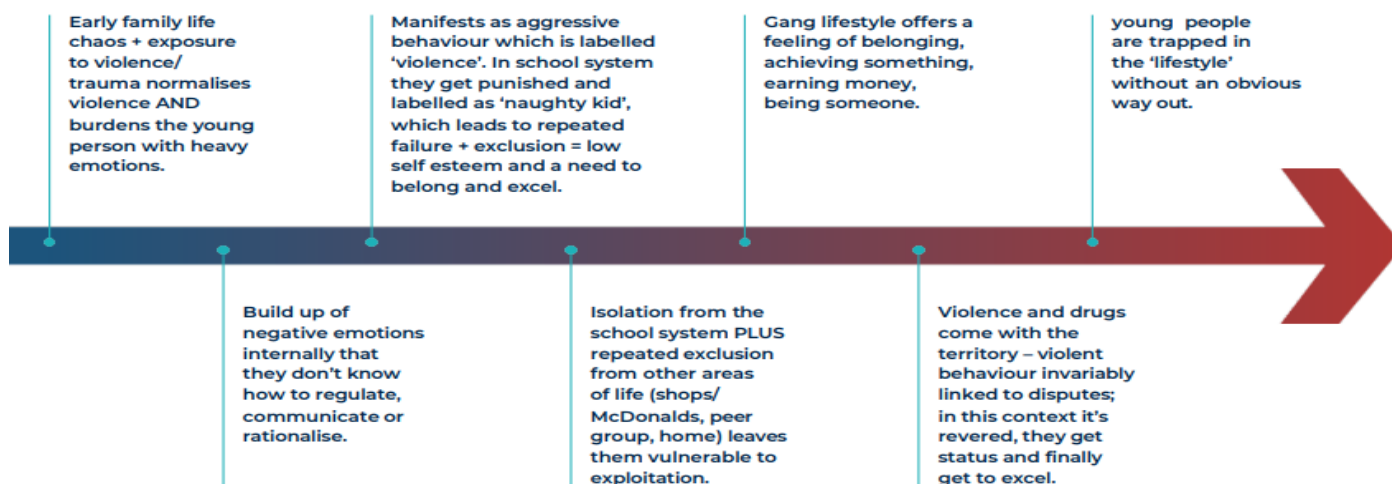 Early family life
chaos + exposure
to violence/
trauma normalises
violence AND
burdens the young
person with heavy
emotions.
Build up of
negative emotions
internally that
they don’t know
how to regulate,
communicate or
rationalise.
Manifests as aggressive
behaviour which is labelled
‘violence’. In school system
they get punished and
labelled as ‘naughty kid’,
which leads to repeated
failure + exclusion = low
self esteem and a need to
belong and excel.
Isolation from the
school system PLUS
repeated exclusion
from other areas
of life (shops/
McDonalds, peer
group, home) leaves
them vulnerable to
exploitation.
Gang lifestyle offers a
feeling of belonging,
achieving something,
earning money,
being someone.
Violence and drugs
come with the
territory – violent
behaviour invariably
linked to disputes;
in this context it’s
revered, they get
status and finally
get to excel.
young people
are trapped in
the ‘lifestyle’
without an obvious
way out.